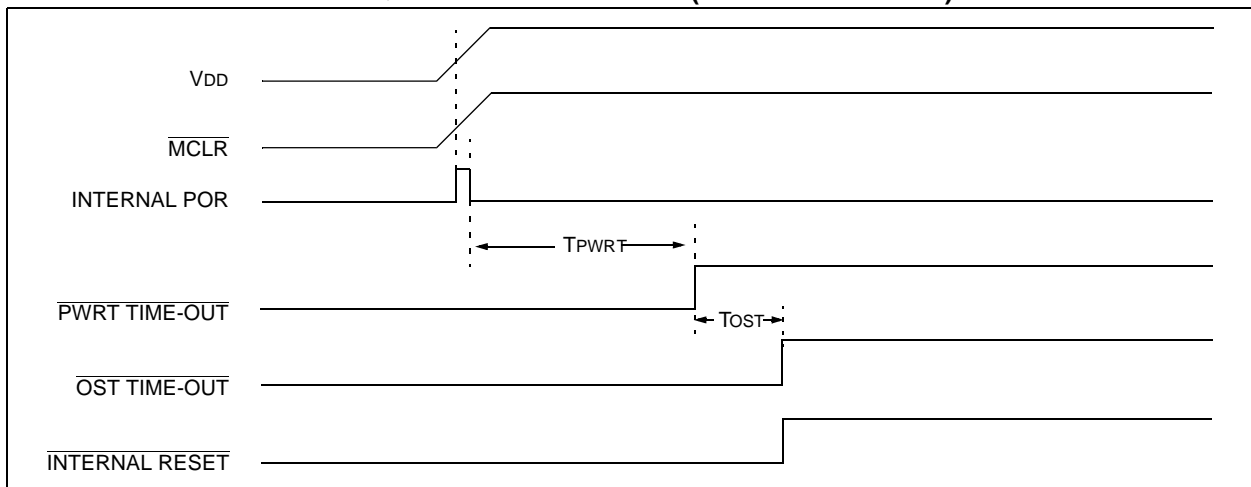 VDD
MCLR
INTERNAL POR
TPWRT
PWRT TIME-OUT
TOST
OST TIME-OUT
INTERNAL RESET